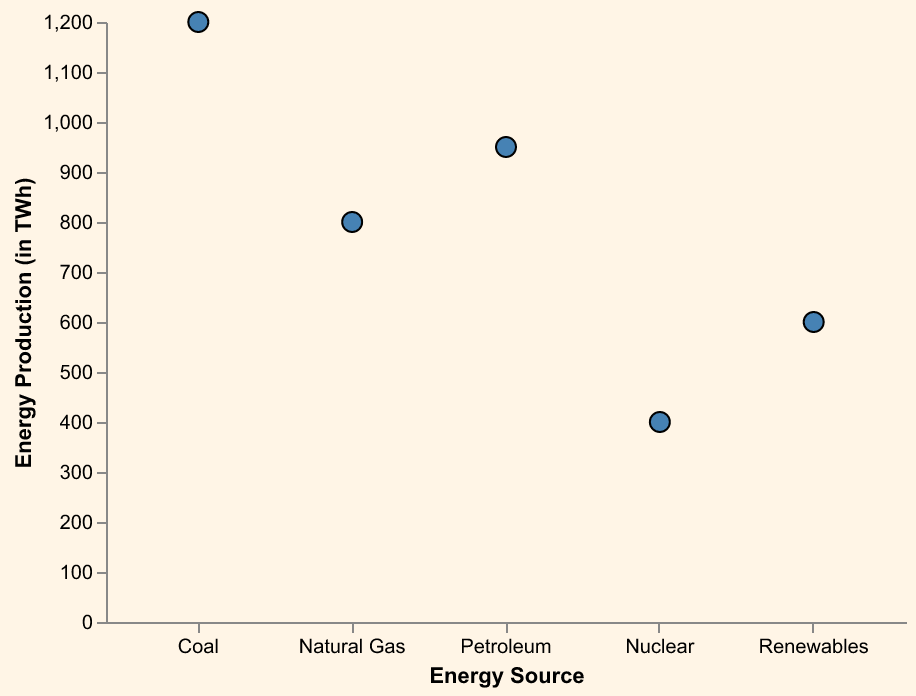 1,200
1,100
1,000
900
800
700
600
500
400
300
200
100
0
Energy Production (in TWh)
Coal
Natural Gas
Petroleum
Nuclear
Renewables
Energy Source